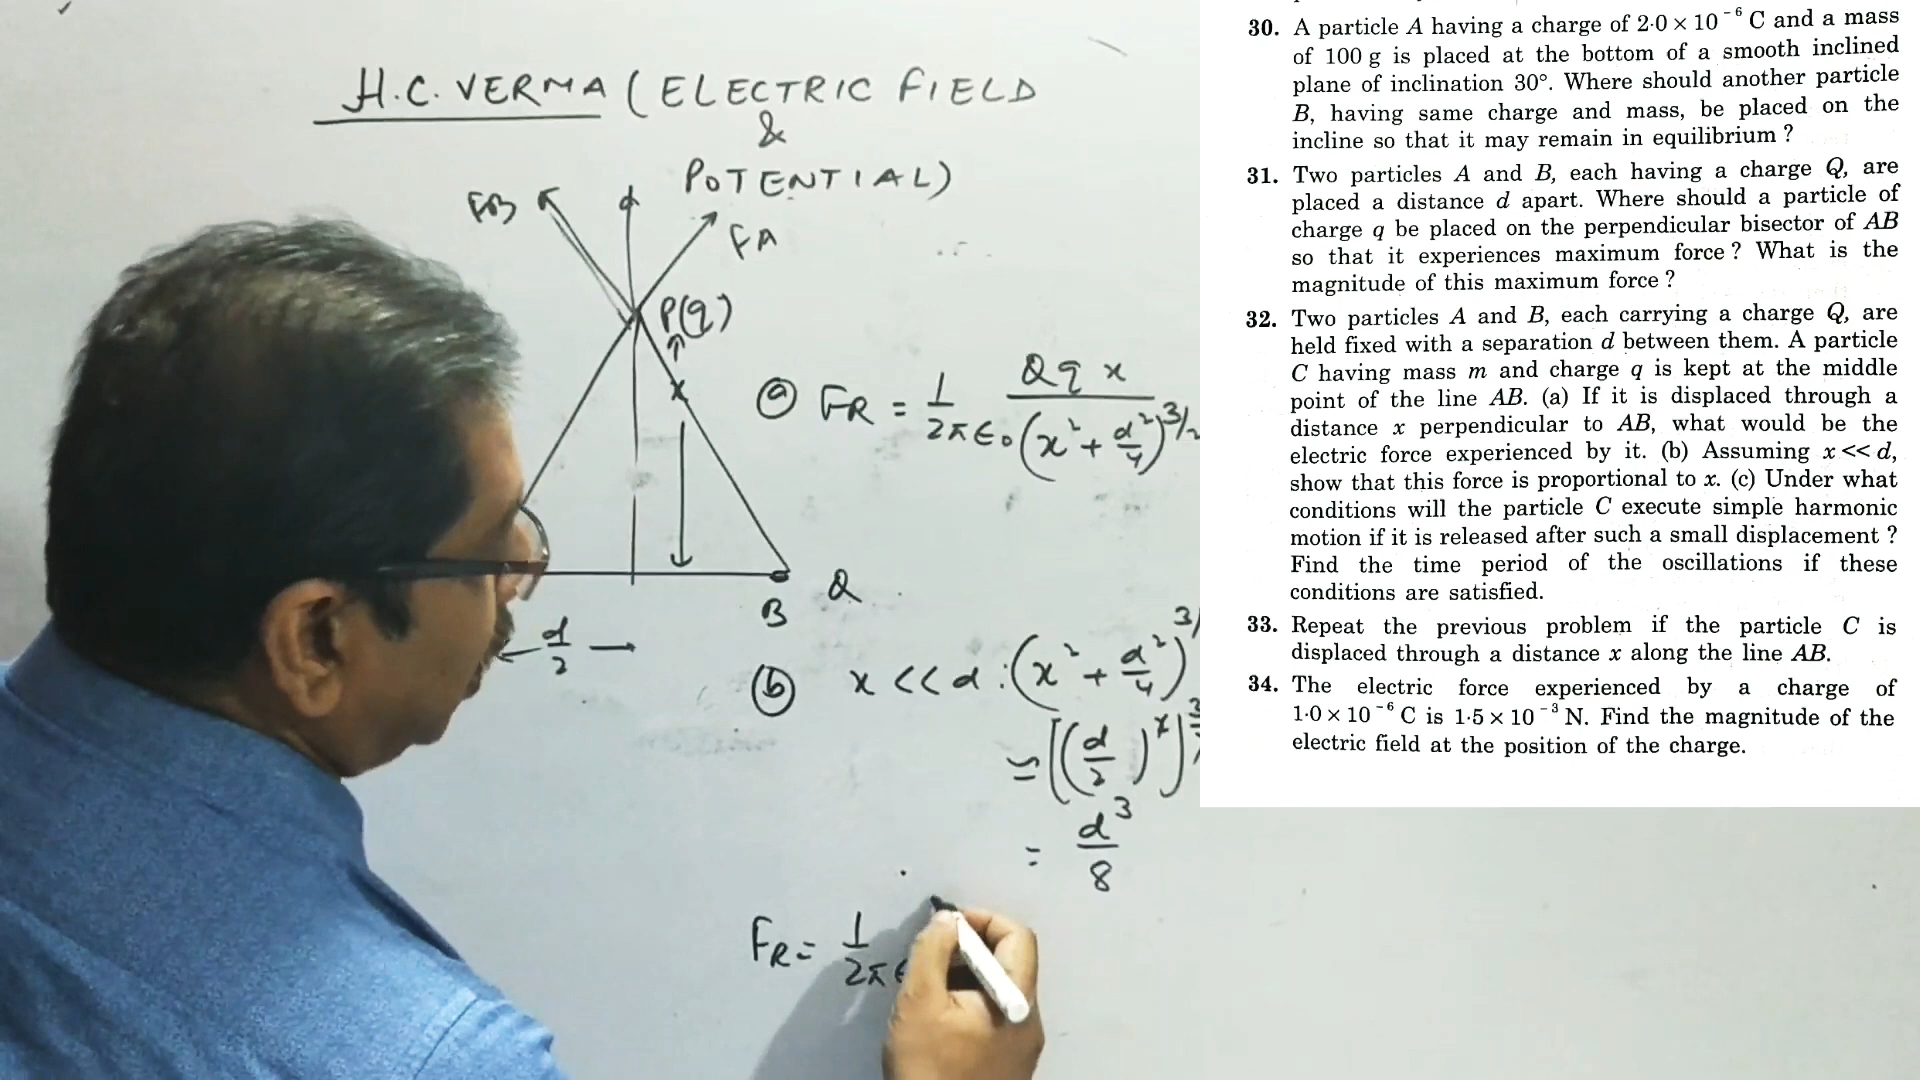 H.C. VERMA (ELECTRIC FIELD
&
POTENTIAL)
FB
FA
P(q)
x
B
Q
d/2
(a) FR = 1/2πε₀ Qqx/(x² + d²/4)^3/2
(b) x << d : (x² + d²/4)^3/
≈ [(d/2)²]^3/
= d³/8
FR = 1/2πε
30. A particle A having a charge of 2·0 × 10⁻⁶ C and a mass
of 100 g is placed at the bottom of a smooth inclined
plane of inclination 30°. Where should another particle
B, having same charge and mass, be placed on the
incline so that it may remain in equilibrium ?
31. Two particles A and B, each having a charge Q, are
placed a distance d apart. Where should a particle of
charge q be placed on the perpendicular bisector of AB
so that it experiences maximum force ? What is the
magnitude of this maximum force ?
32. Two particles A and B, each carrying a charge Q, are
held fixed with a separation d between them. A particle
C having mass m and charge q is kept at the middle
point of the line AB. (a) If it is displaced through a
distance x perpendicular to AB, what would be the
electric force experienced by it. (b) Assuming x << d,
show that this force is proportional to x. (c) Under what
conditions will the particle C execute simple harmonic
motion if it is released after such a small displacement ?
Find the time period of the oscillations if these
conditions are satisfied.
33. Repeat the previous problem if the particle C is
displaced through a distance x along the line AB.
34. The electric force experienced by a charge of
1·0 × 10⁻⁶ C is 1·5 × 10⁻³ N. Find the magnitude of the
electric field at the position of the charge.